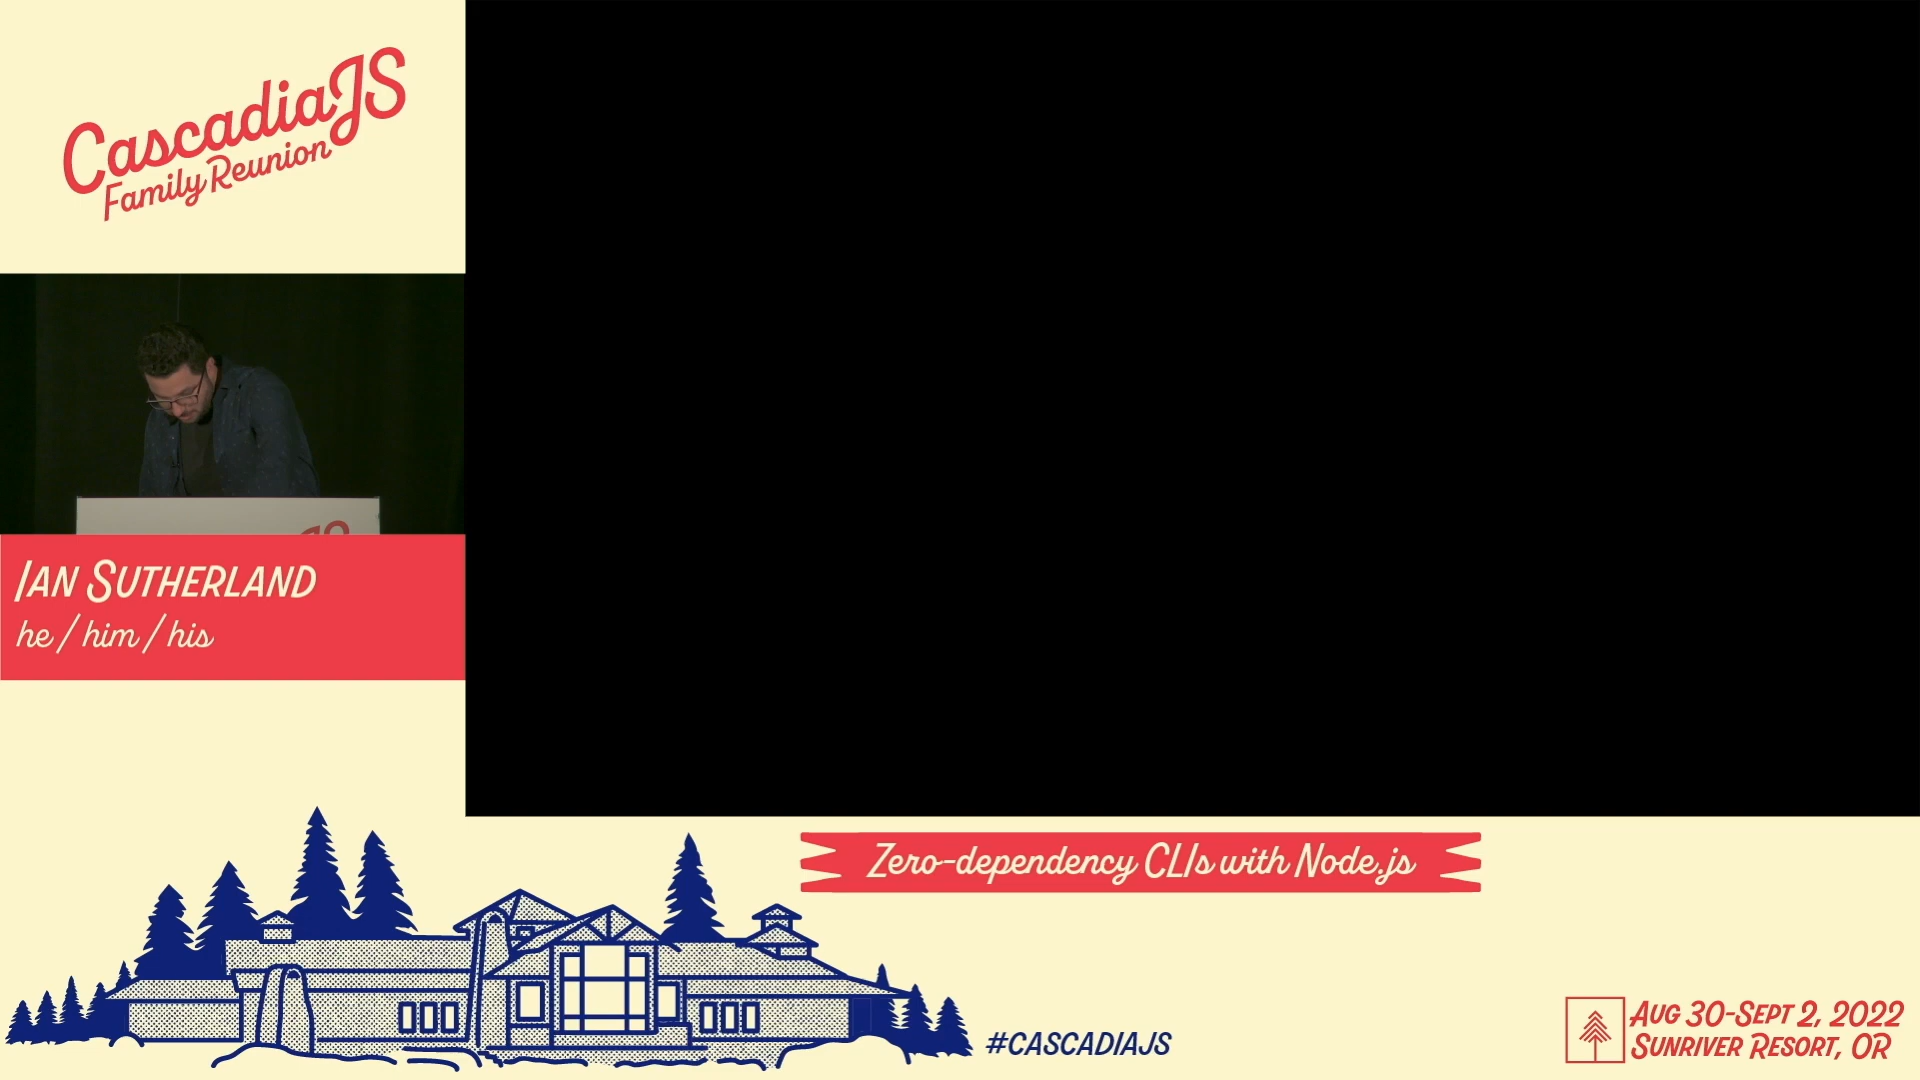 CascadiaJS
Family Reunion
JS
Ian Sutherland
he / him / his
Zero-dependency CLIs with Node.js
#CASCADIAJS
Aug 30-Sept 2, 2022
Sunriver Resort, OR